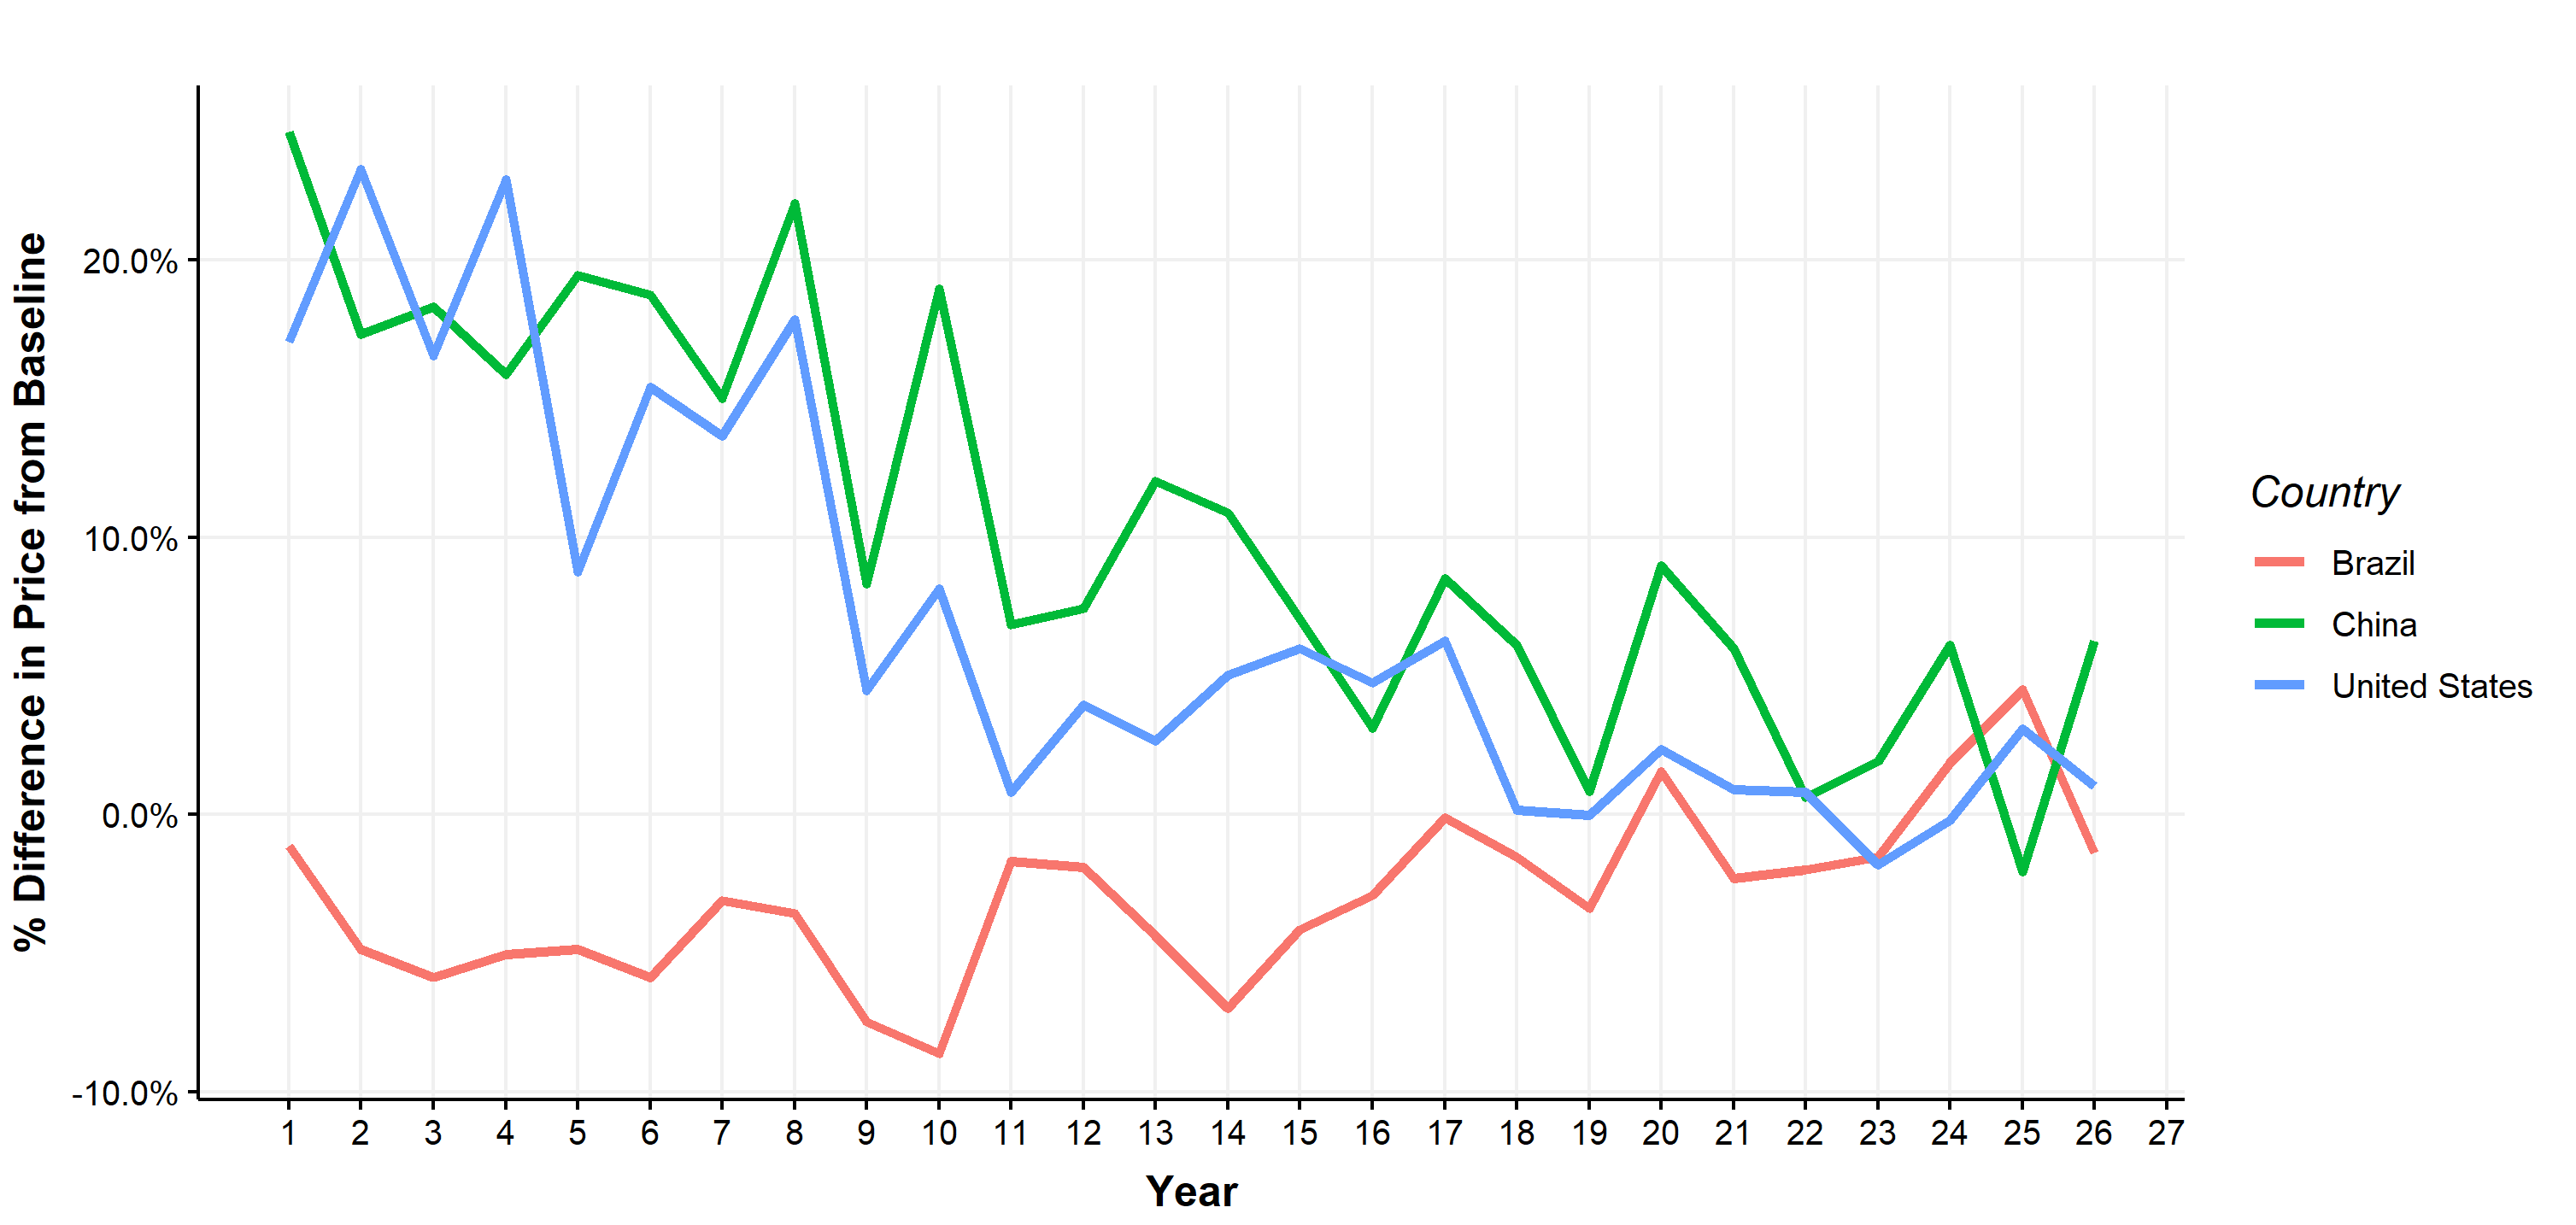 % Difference in Price from Baseline
20.0%
10.0%
0.0%
-10.0%
1 2 3 4 5 6 7 8 9 10 11 12 13 14 15 16 17 18 19 20 21 22 23 24 25 26 27
Year
Country
Brazil
China
United States